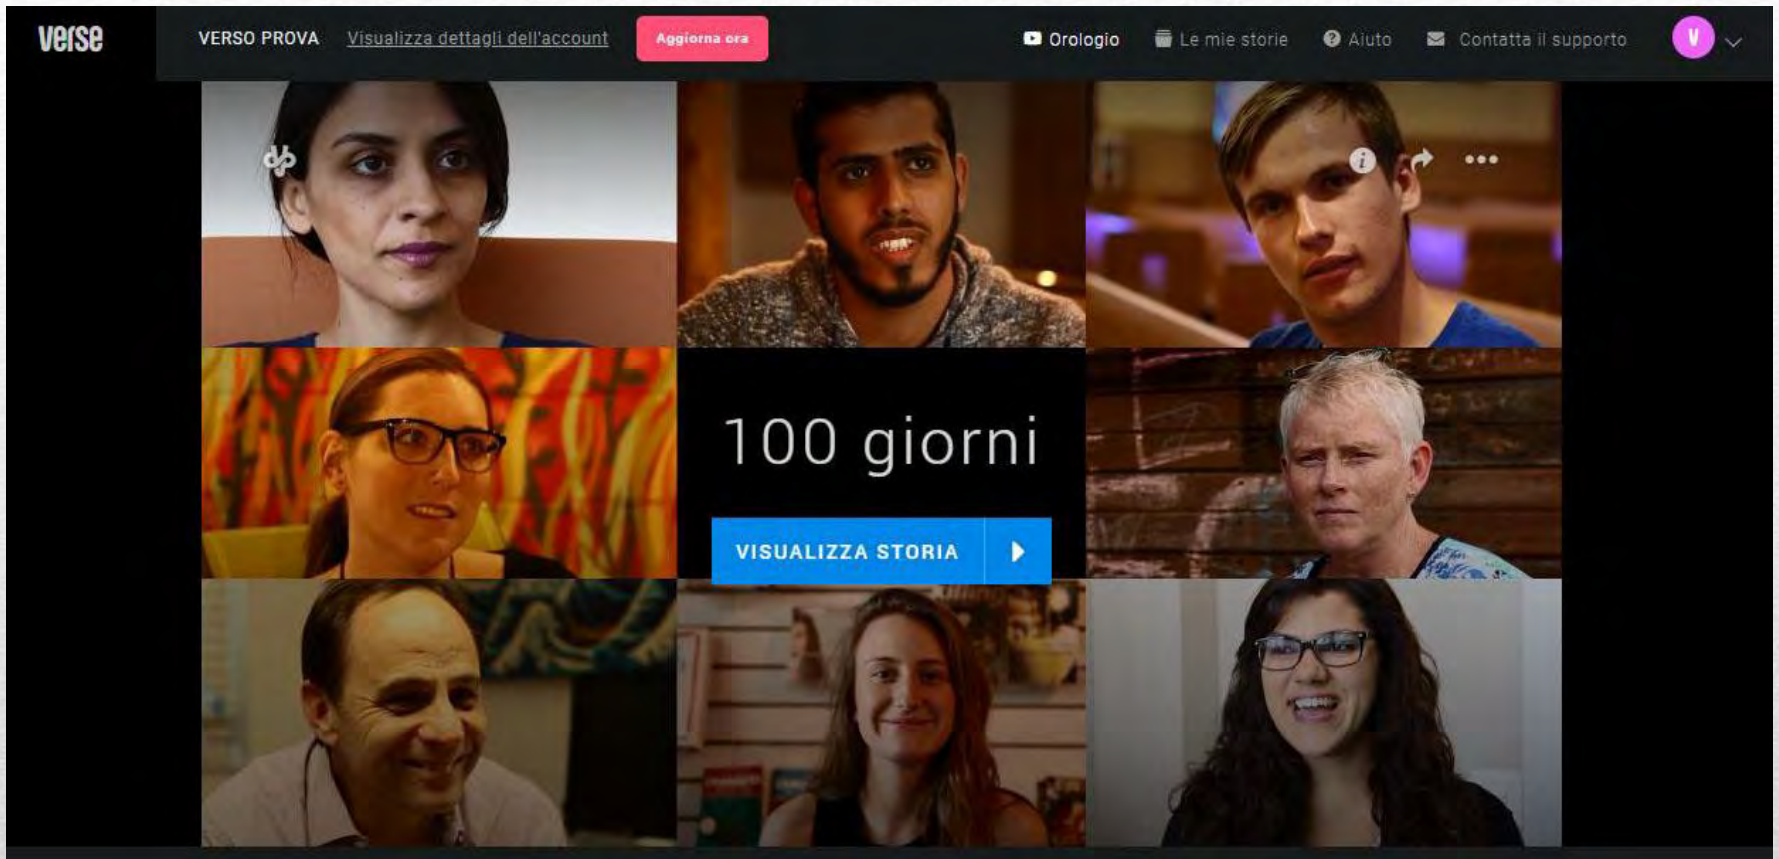 verse
VERSO PROVA Visualizza dettagli dell'account Aggiorna ora Orologio Le mie storie Aiuto Contatta il supporto V
100 giorni
VISUALIZZA STORIA